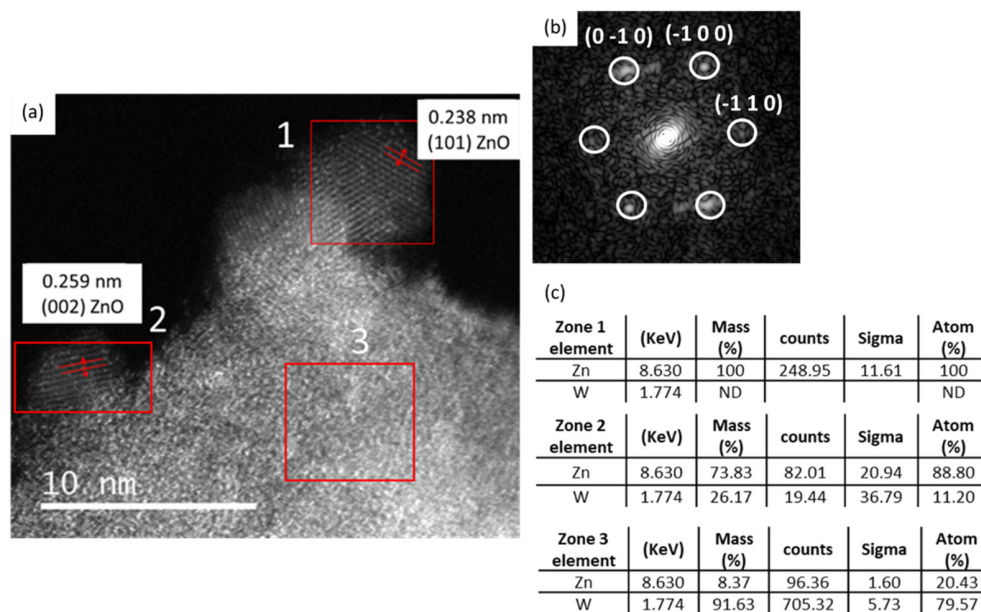 (a)
1
0.238 nm
(101) ZnO
0.259 nm
(002) ZnO
2
3
10 nm
(b)
(0 -1 0)
(-1 0 0)
(-1 1 0)
(c)
Zone 1 element (KeV) Mass (%) counts Sigma Atom (%)
Zn 8.630 100 248.95 11.61 100
W 1.774 ND ND
Zone 2 element (KeV) Mass (%) counts Sigma Atom (%)
Zn 8.630 73.83 82.01 20.94 88.80
W 1.774 26.17 19.44 36.79 11.20
Zone 3 element (KeV) Mass (%) counts Sigma Atom (%)
Zn 8.630 8.37 96.36 1.60 20.43
W 1.774 91.63 705.32 5.73 79.57